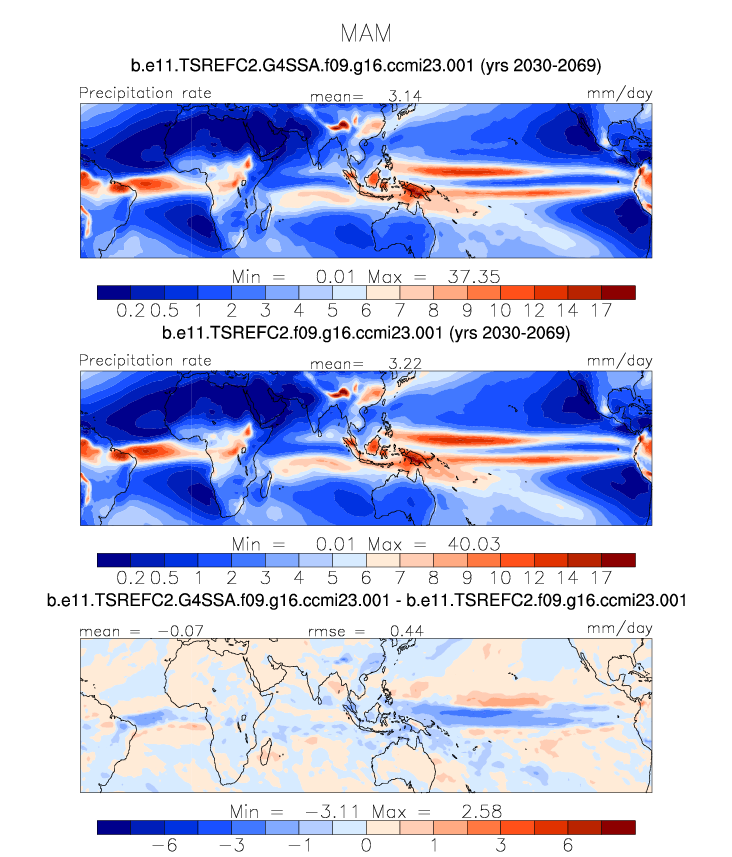 MAM
b.e11.TSREFC2.G4SSA.f09.g16.ccmi23.001 (yrs 2030-2069)
Precipitation rate mean= 3.14 mm/day
Min = 0.01 Max = 37.35
0.2 0.5 1 2 3 4 5 6 7 8 9 10 12 14 17
b.e11.TSREFC2.f09.g16.ccmi23.001 (yrs 2030-2069)
Precipitation rate mean= 3.22 mm/day
Min = 0.01 Max = 40.03
0.2 0.5 1 2 3 4 5 6 7 8 9 10 12 14 17
b.e11.TSREFC2.G4SSA.f09.g16.ccmi23.001 - b.e11.TSREFC2.f09.g16.ccmi23.001
mean = -0.07 rmse = 0.44 mm/day
Min = -3.11 Max = 2.58
-6 -3 -1 0 1 3 6